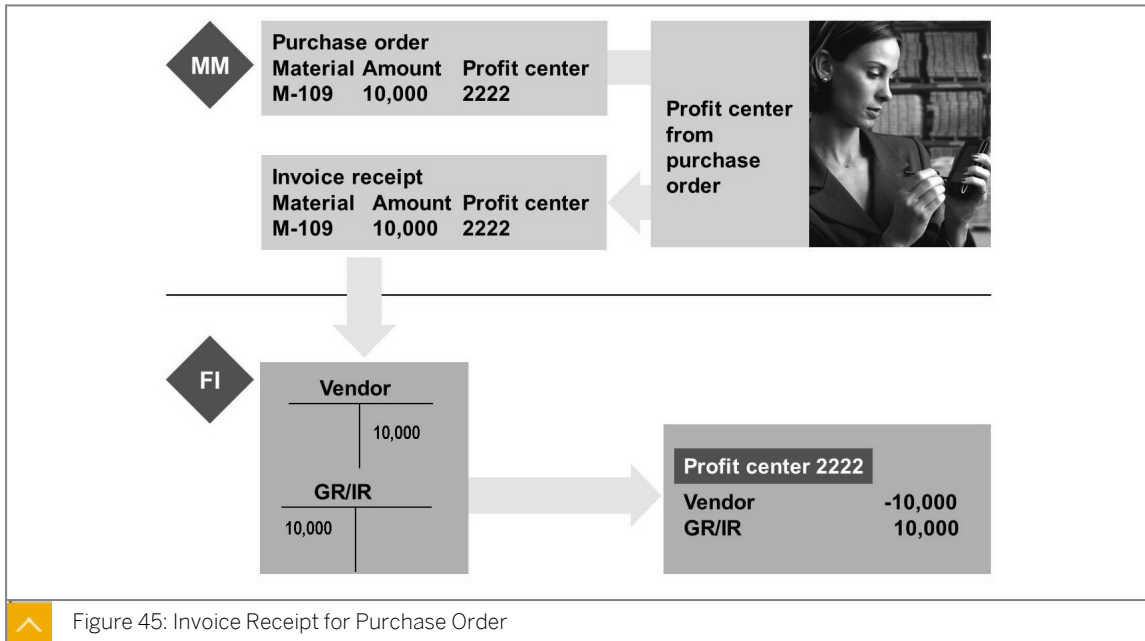 MM
Purchase order
Material Amount Profit center
M-109 10,000 2222
Profit center
from
purchase
order
Invoice receipt
Material Amount Profit center
M-109 10,000 2222
FI
Vendor
10,000
GR/IR
10,000
Profit center 2222
Vendor -10,000
GR/IR 10,000
Figure 45: Invoice Receipt for Purchase Order